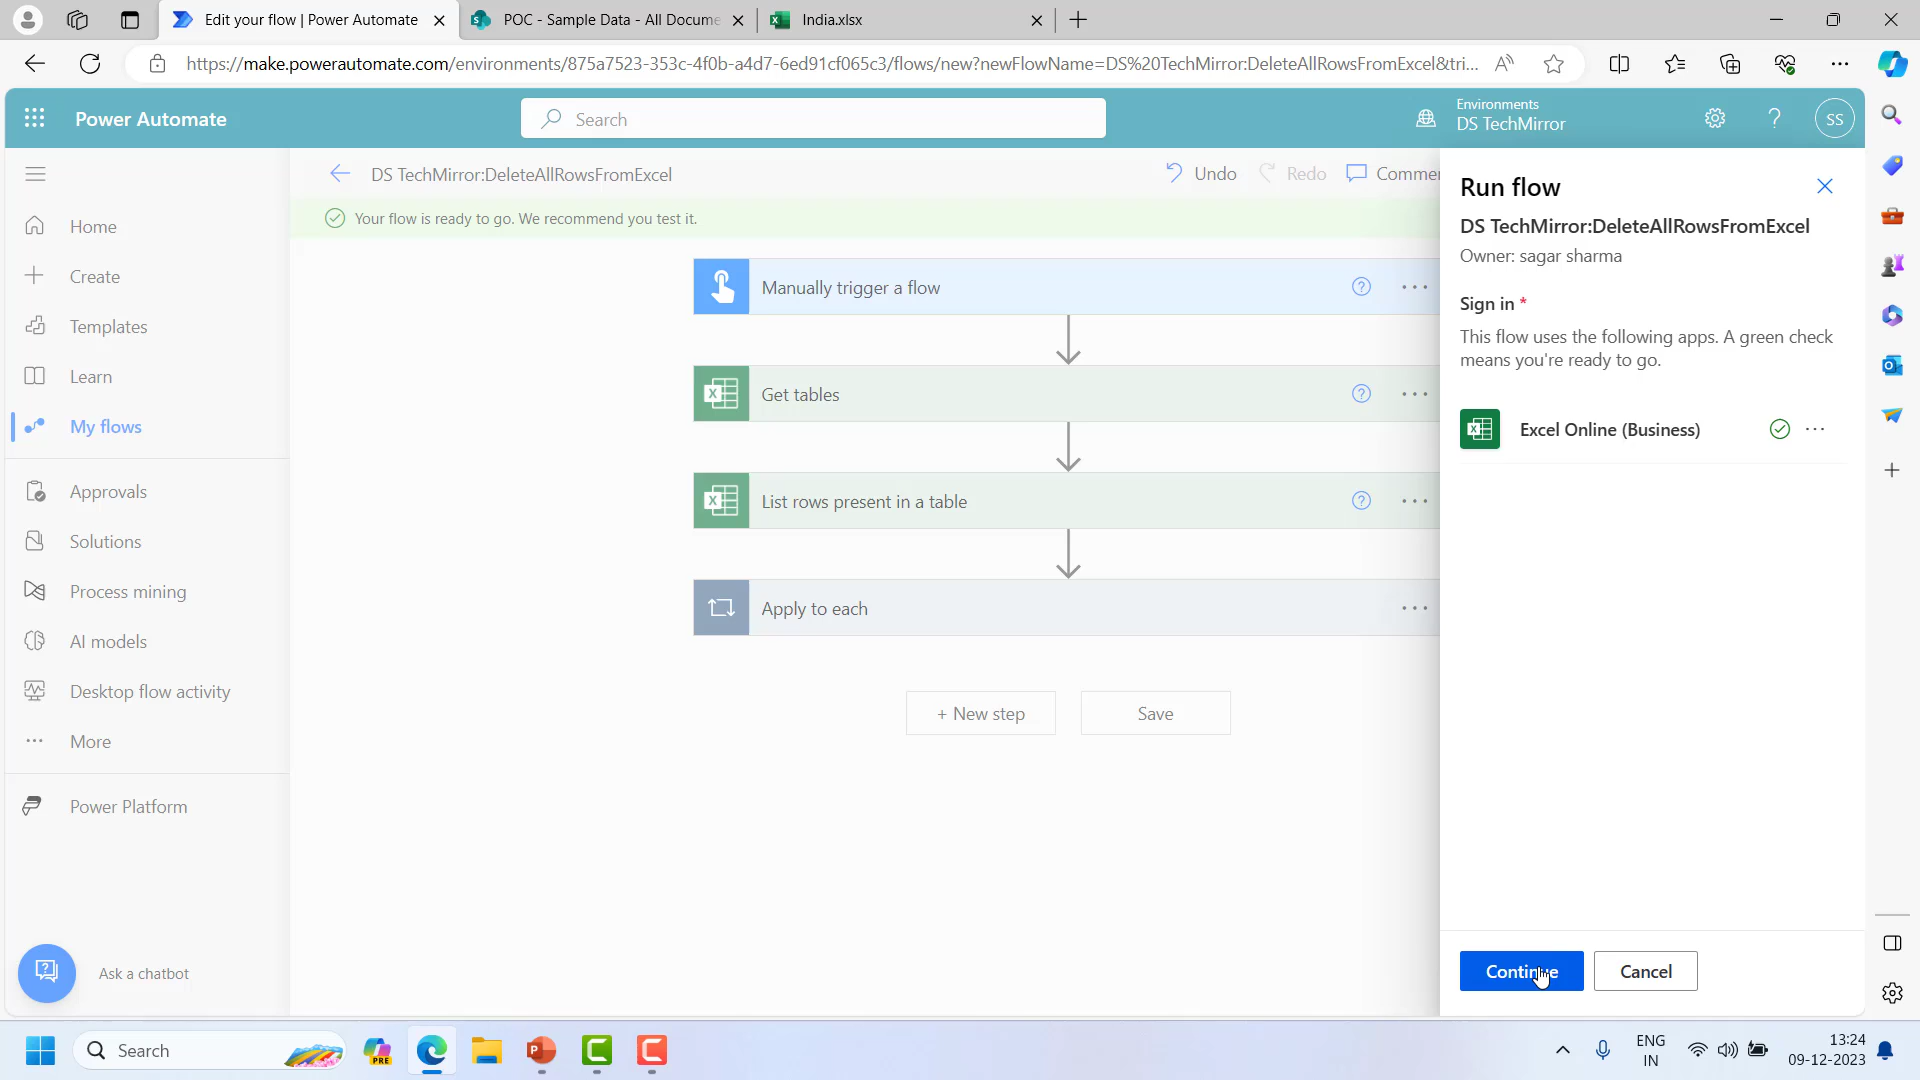 Edit your flow | Power Automate
POC - Sample Data - All Docume
India.xlsx
https://make.powerautomate.com/environments/875a7523-353c-4f0b-a4d7-6ed91cf065c3/flows/new?newFlowName=DS%20TechMirror:DeleteAllRowsFromExcel&tri...
Power Automate
Search
Environments
DS TechMirror
SS
Home
Create
Templates
Learn
My flows
Approvals
Solutions
Process mining
AI models
Desktop flow activity
More
Power Platform
Ask a chatbot
DS TechMirror:DeleteAllRowsFromExcel
Undo
Redo
Commer
Your flow is ready to go. We recommend you test it.
Manually trigger a flow
Get tables
List rows present in a table
Apply to each
+ New step
Save
Run flow
DS TechMirror:DeleteAllRowsFromExcel
Owner: sagar sharma
Sign in *
This flow uses the following apps. A green check
means you're ready to go.
Excel Online (Business)
Continue
Cancel
Search
PRE
ENG
IN
13:24
09-12-2023